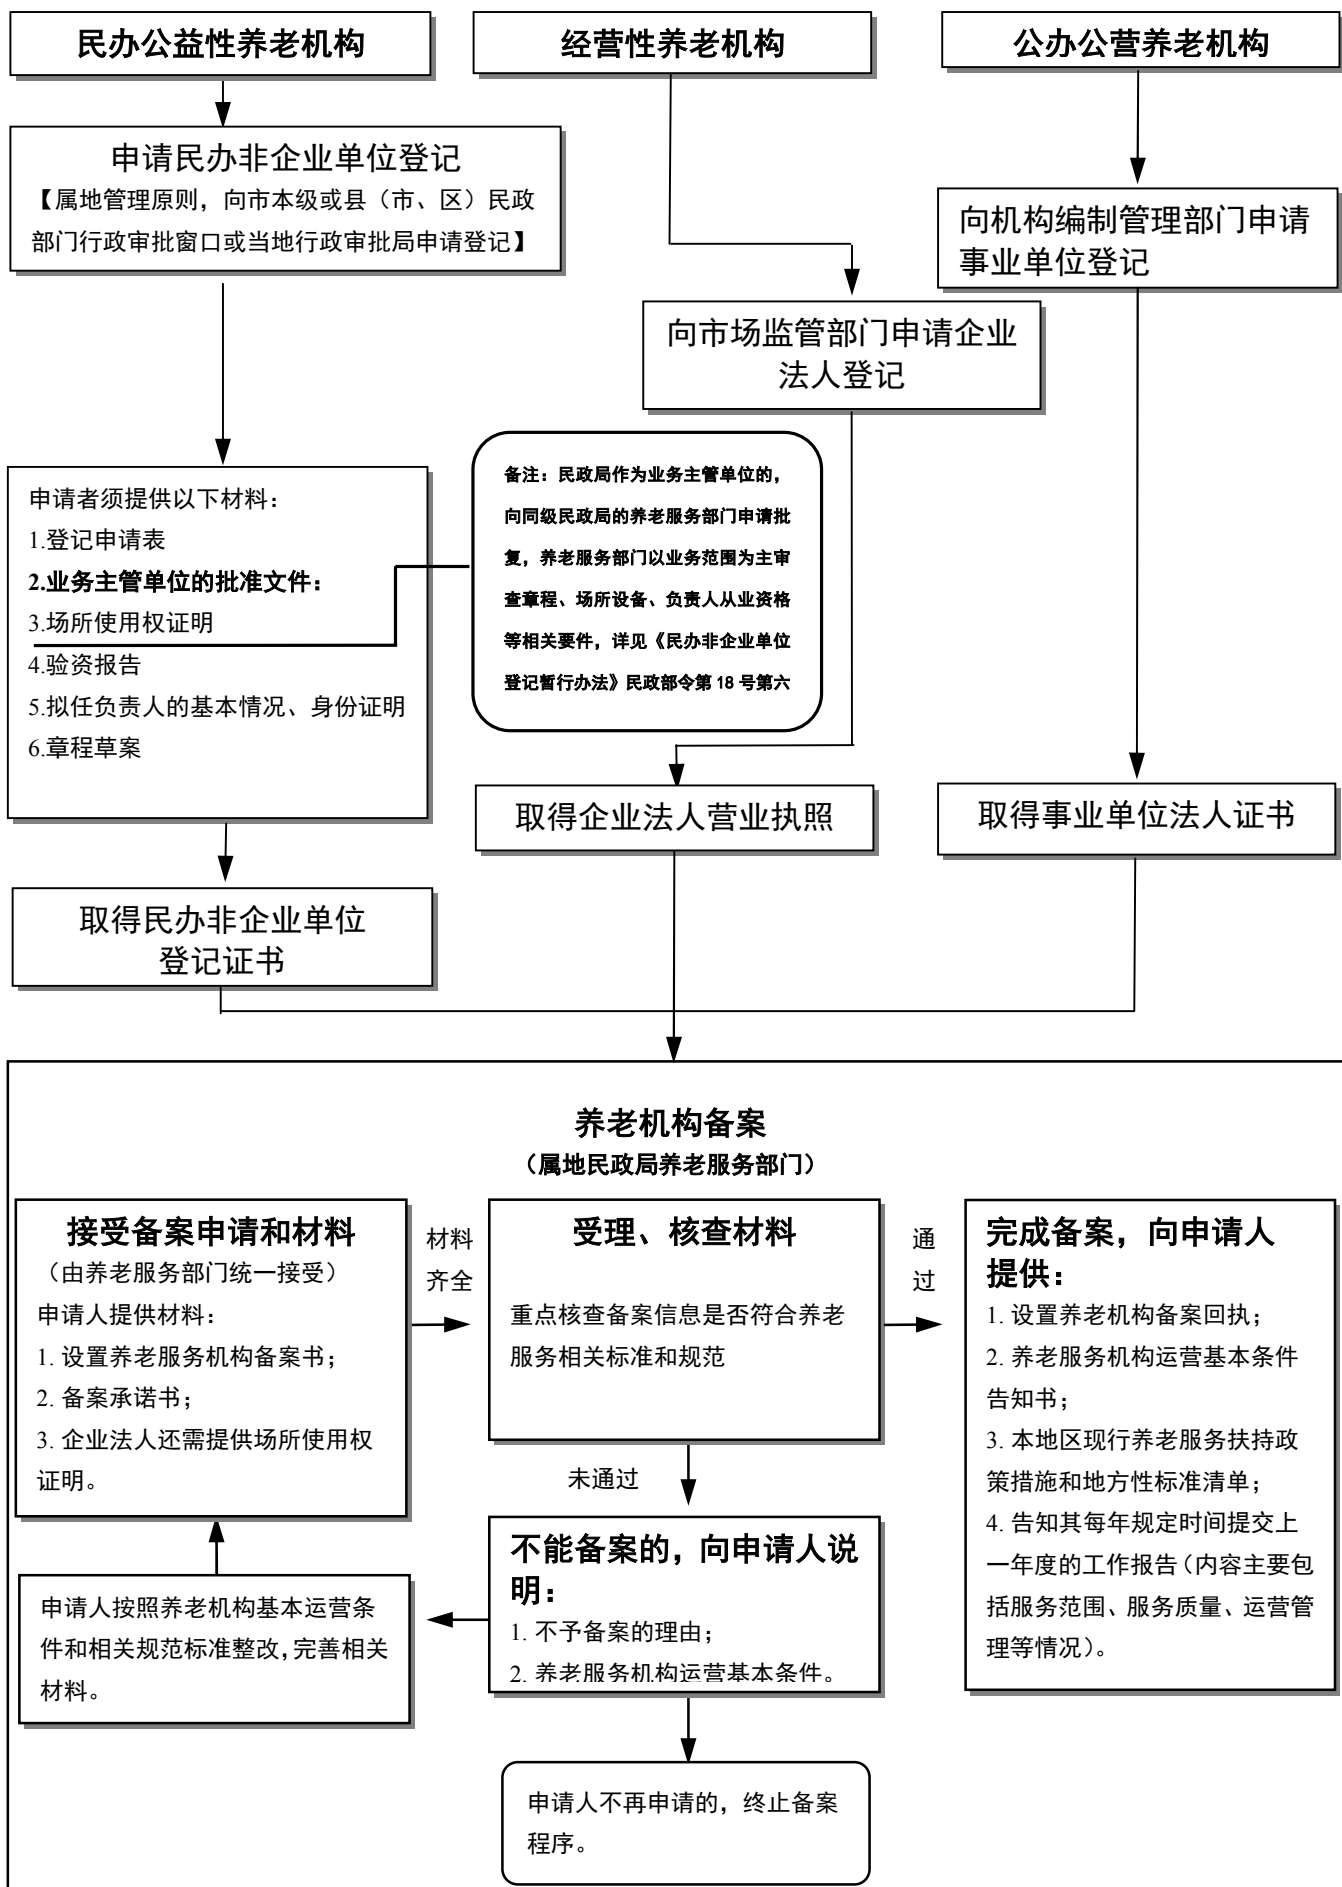 民办公益性养老机构
经营性养老机构
公办公营养老机构
申请民办非企业单位登记
【属地管理原则，向市本级或县（市、区）民政
部门行政审批窗口或当地行政审批局申请登记】
向机构编制管理部门申请
事业单位登记
向市场监管部门申请企业
法人登记
申请者须提供以下材料：
1.登记申请表
2.业务主管单位的批准文件：
3.场所使用权证明
4.验资报告
5.拟任负责人的基本情况、身份证明
6.章程草案
备注：民政局作为业务主管单位的，
向同级民政局的养老服务部门申请批
复，养老服务部门以业务范围为主审
查章程、场所设备、负责人从业资格
等相关要件，详见《民办非企业单位
登记暂行办法》民政部令第 18 号第六
取得企业法人营业执照
取得事业单位法人证书
取得民办非企业单位
登记证书
养老机构备案
（属地民政局养老服务部门）
接受备案申请和材料
（由养老服务部门统一接受）
申请人提供材料：
1. 设置养老服务机构备案书；
2. 备案承诺书；
3. 企业法人还需提供场所使用权
证明。
材料
齐全
受理、核查材料
重点核查备案信息是否符合养老
服务相关标准和规范
通
过
完成备案，向申请人
提供：
1. 设置养老机构备案回执；
2. 养老服务机构运营基本条件
告知书；
3. 本地区现行养老服务扶持政
策措施和地方性标准清单；
4. 告知其每年规定时间提交上
一年度的工作报告（内容主要包
括服务范围、服务质量、运营管
理等情况）。
未通过
不能备案的，向申请人说
明：
1. 不予备案的理由；
2. 养老服务机构运营基本条件。
申请人按照养老机构基本运营条
件和相关规范标准整改，完善相关
材料。
申请人不再申请的，终止备案
程序。